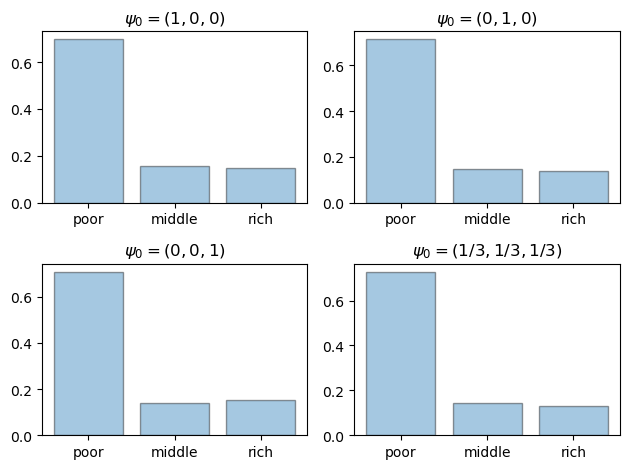 ψ₀ = (1, 0, 0)
0.6
0.4
0.2
0.0
poor middle rich
ψ₀ = (0, 1, 0)
0.6
0.4
0.2
0.0
poor middle rich
ψ₀ = (0, 0, 1)
0.6
0.4
0.2
0.0
poor middle rich
ψ₀ = (1/3, 1/3, 1/3)
0.6
0.4
0.2
0.0
poor middle rich